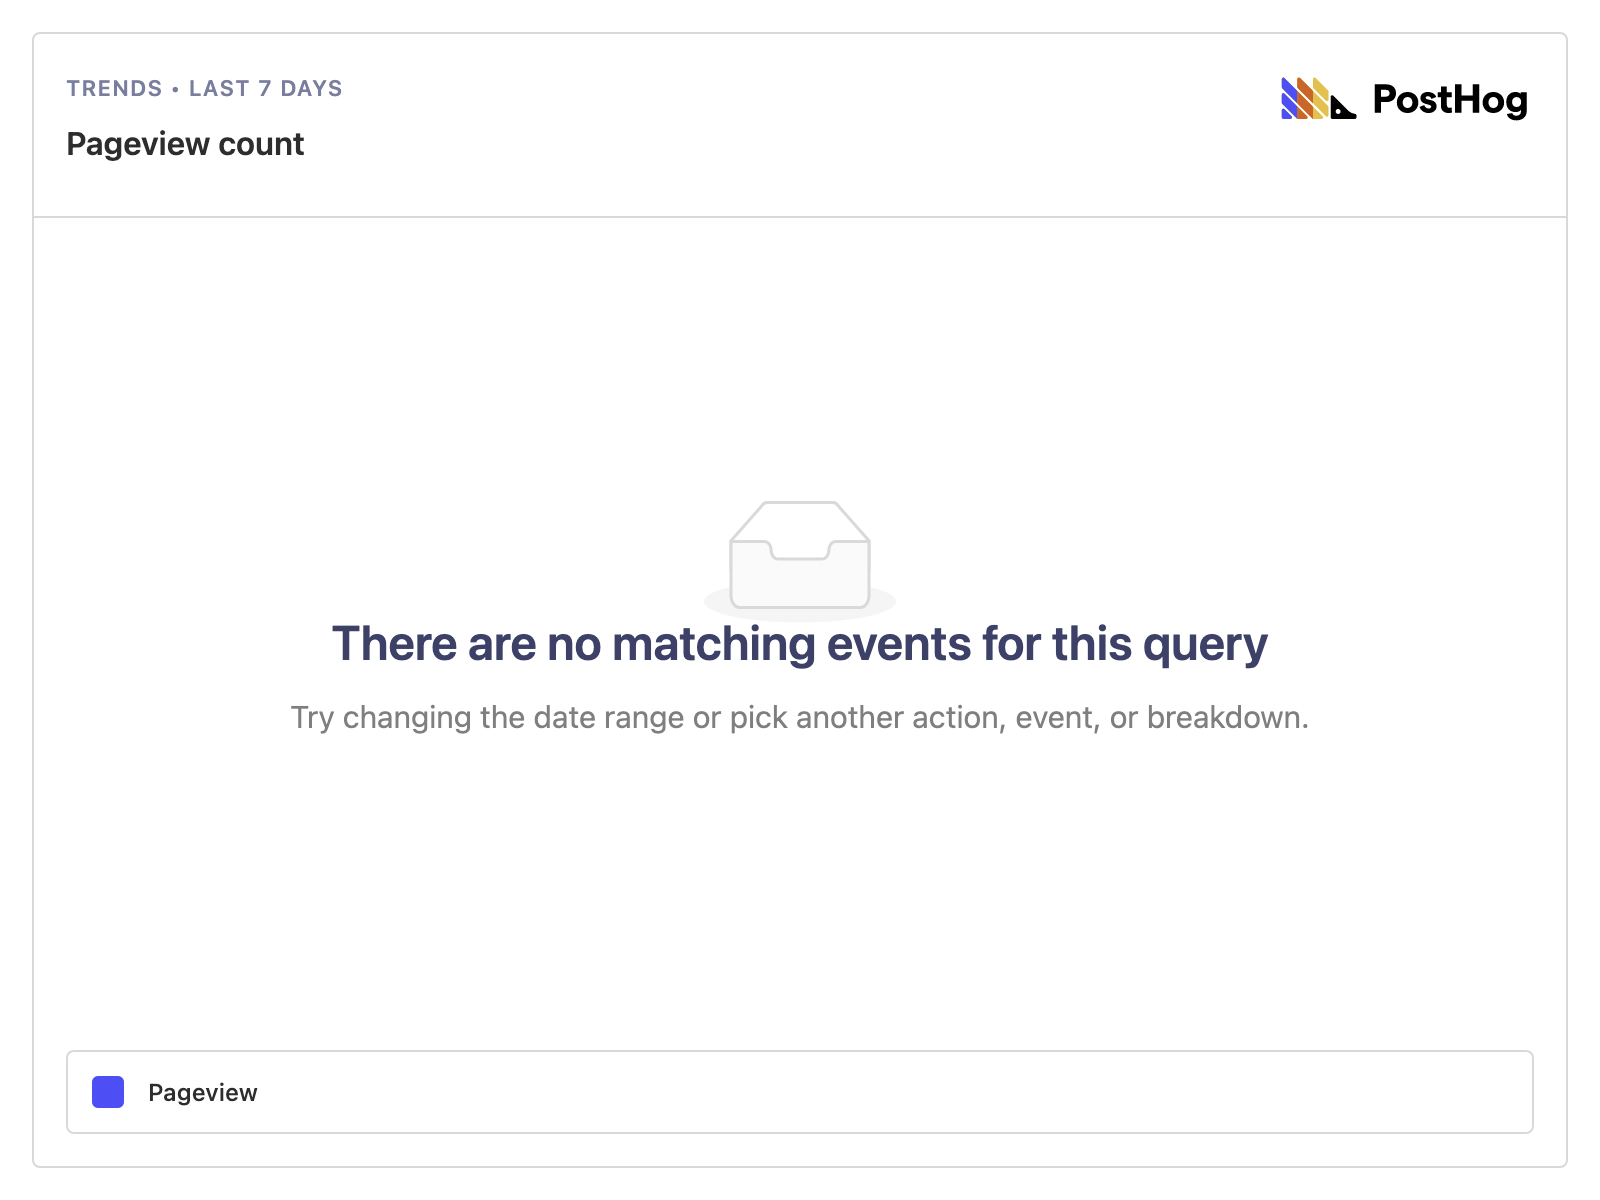 TRENDS • LAST 7 DAYS
PostHog
Pageview count
There are no matching events for this query
Try changing the date range or pick another action, event, or breakdown.
Pageview